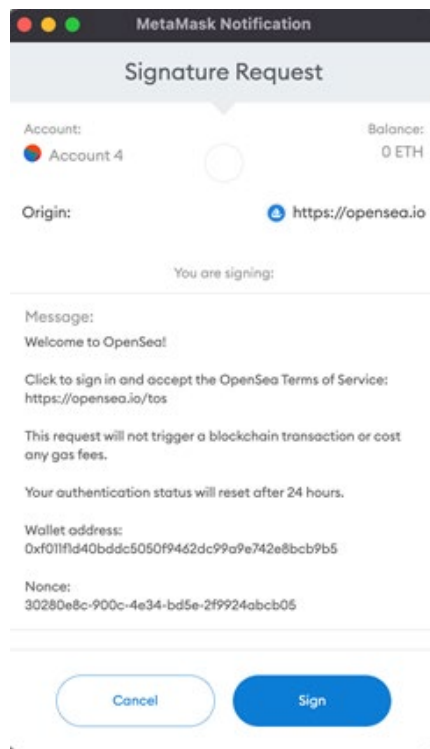 MetaMask Notification
Signature Request
Account:
Balance:
Account 4
0 ETH
Origin:
https://opensea.io
You are signing:
Message:
Welcome to OpenSea!
Click to sign in and accept the OpenSea Terms of Service:
https://opensea.io/tos
This request will not trigger a blockchain transaction or cost
any gas fees.
Your authentication status will reset after 24 hours.
Wallet address:
0xf011f1d40bddc5050f9462dc99a9e742e8bcb9b5
Nonce:
30280e8c-900c-4e34-bd5e-2f9924abcb05
Cancel
Sign